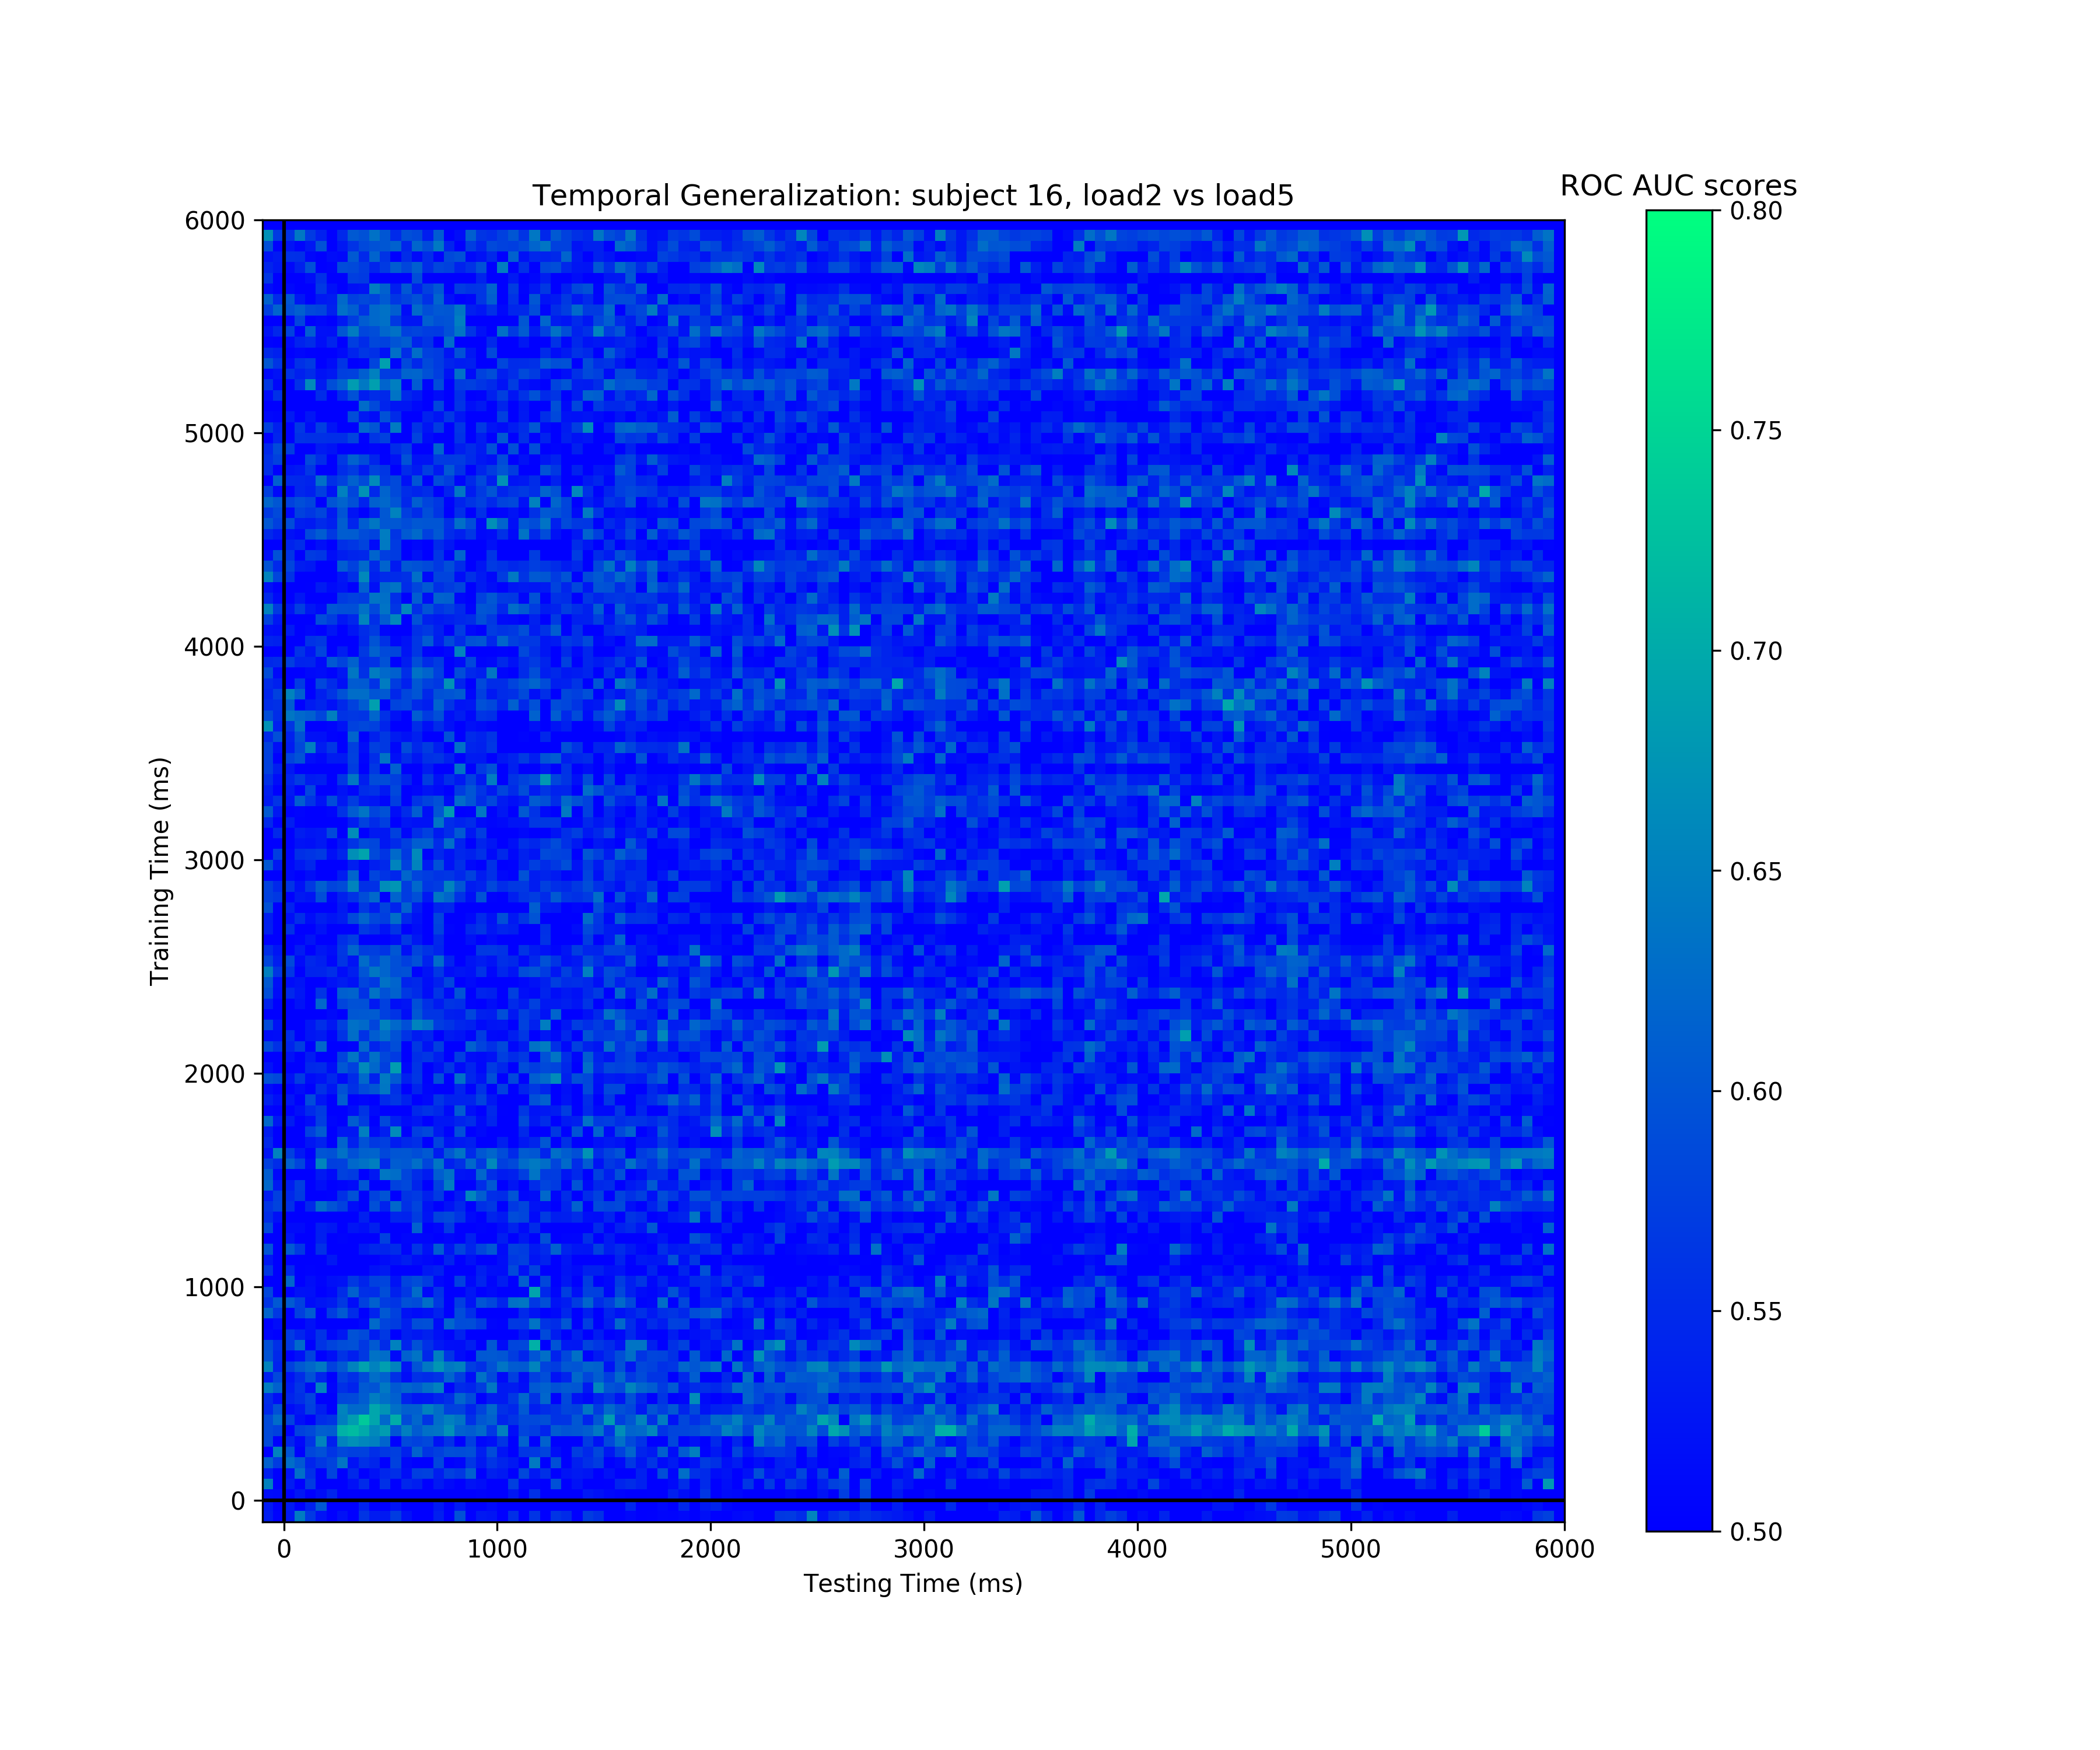 Temporal Generalization: subject 16, load2 vs load5
ROC AUC scores
6000
5000
4000
3000
2000
1000
0
Training Time (ms)
0 1000 2000 3000 4000 5000 6000
Testing Time (ms)
0.80
0.75
0.70
0.65
0.60
0.55
0.50